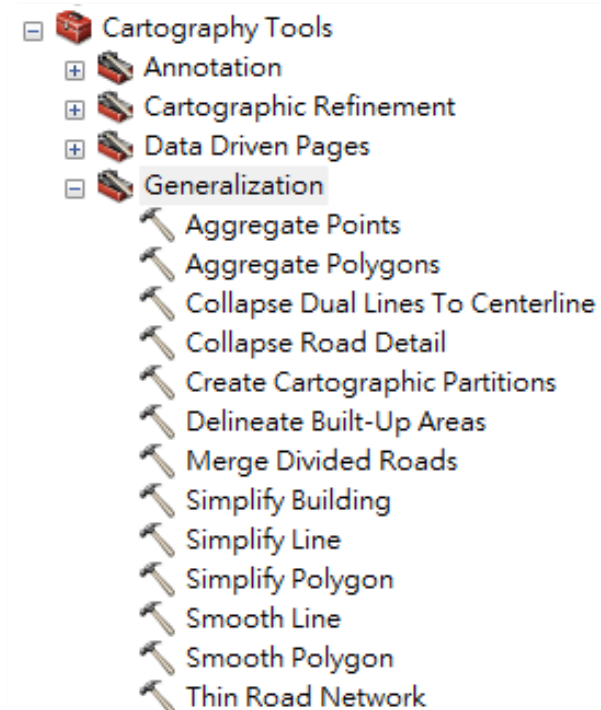 Cartography Tools
Annotation
Cartographic Refinement
Data Driven Pages
Generalization
Aggregate Points
Aggregate Polygons
Collapse Dual Lines To Centerline
Collapse Road Detail
Create Cartographic Partitions
Delineate Built-Up Areas
Merge Divided Roads
Simplify Building
Simplify Line
Simplify Polygon
Smooth Line
Smooth Polygon
Thin Road Network